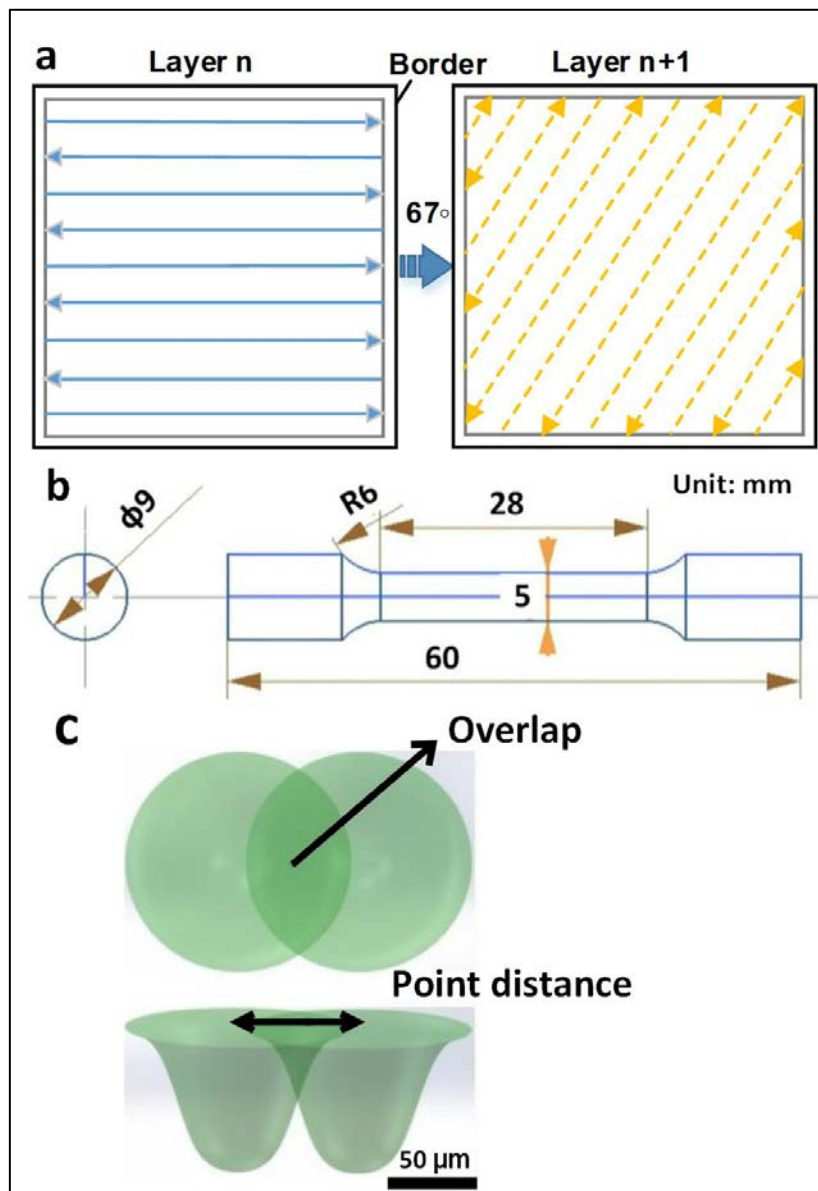 a
Layer n
Border
Layer n+1
67°
b
Unit: mm
ϕ9
R6
28
5
60
c
Overlap
Point distance
50 µm